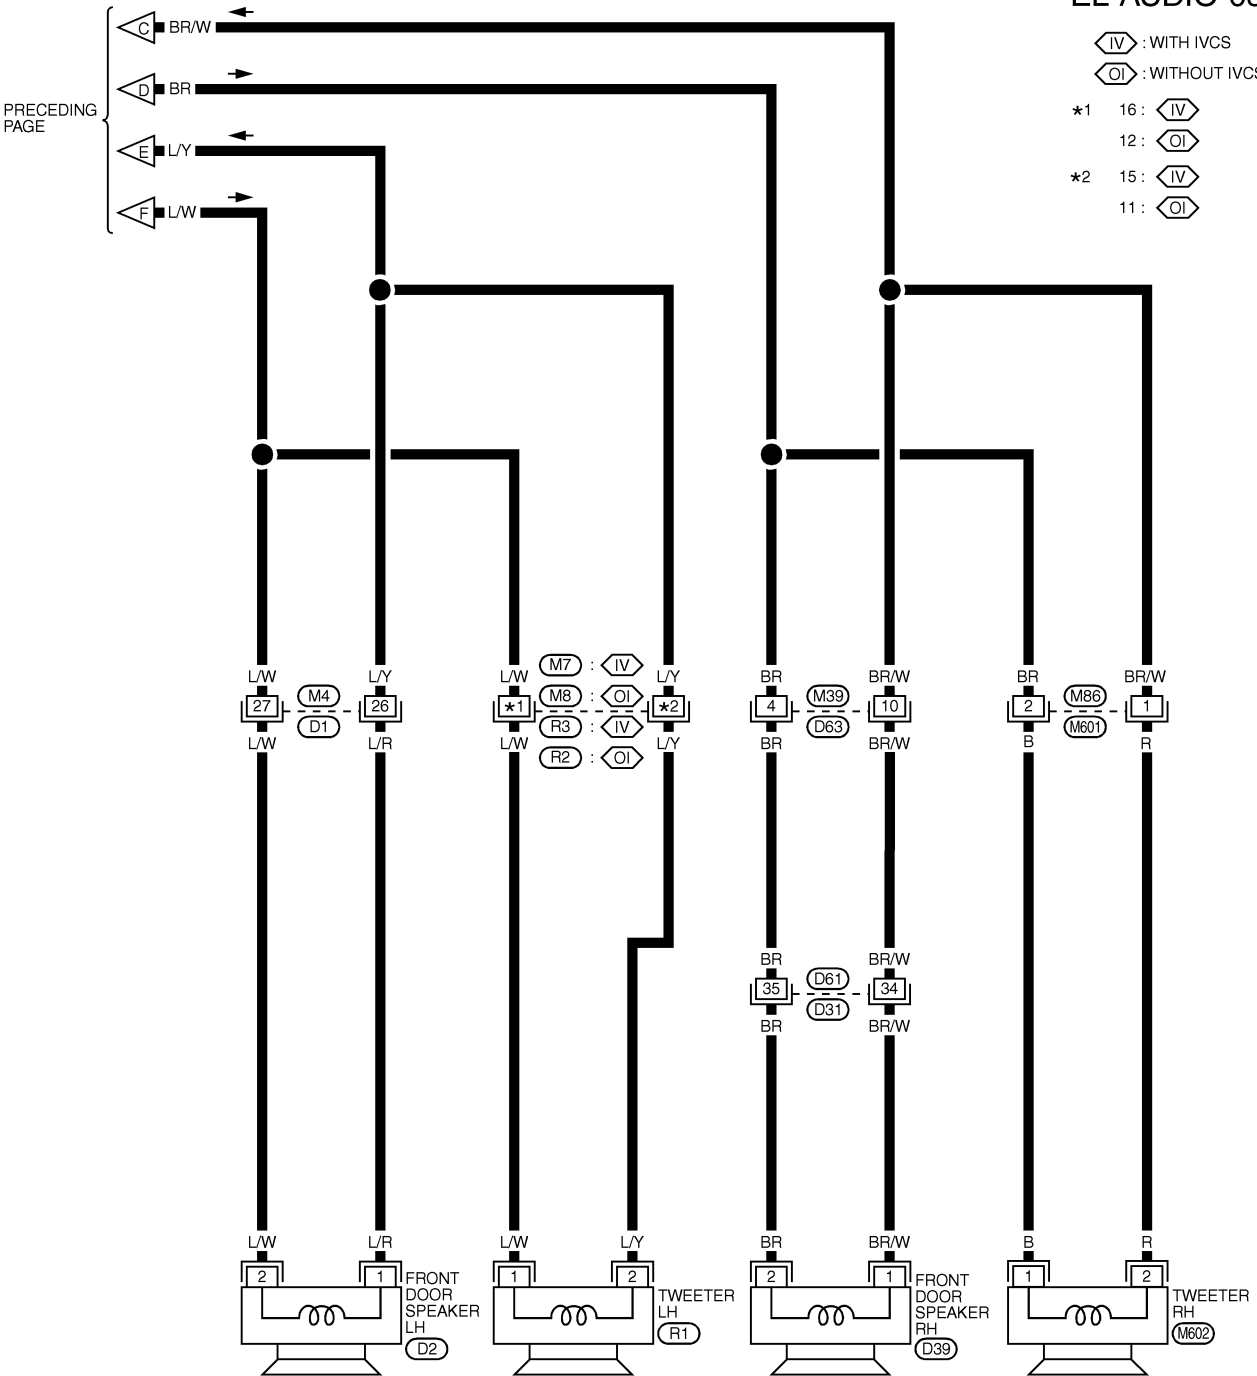 C BR/W
D BR
E L/Y
F L/W
PRECEDING
PAGE
IV : WITH IVCS
OI : WITHOUT IVCS
*1 16 : IV
12 : OI
*2 15 : IV
11 : OI
L/W L/Y L/W M7 : IV L/Y BR BR/W BR BR/W
27 M4 26 *1 M8 : OI *2 4 M39 10 2 M86 1
D1 R3 : IV D63 M601
L/W L/R L/W R2 : OI L/Y BR BR/W B R
BR BR/W
35 D61 34
D31
BR BR/W
L/W L/R L/W L/Y BR BR/W B R
2 1 1 2 2 1 1 2
FRONT
DOOR
SPEAKER
LH
D2
TWEETER
LH
R1
FRONT
DOOR
SPEAKER
RH
D39
TWEETER
RH
M602